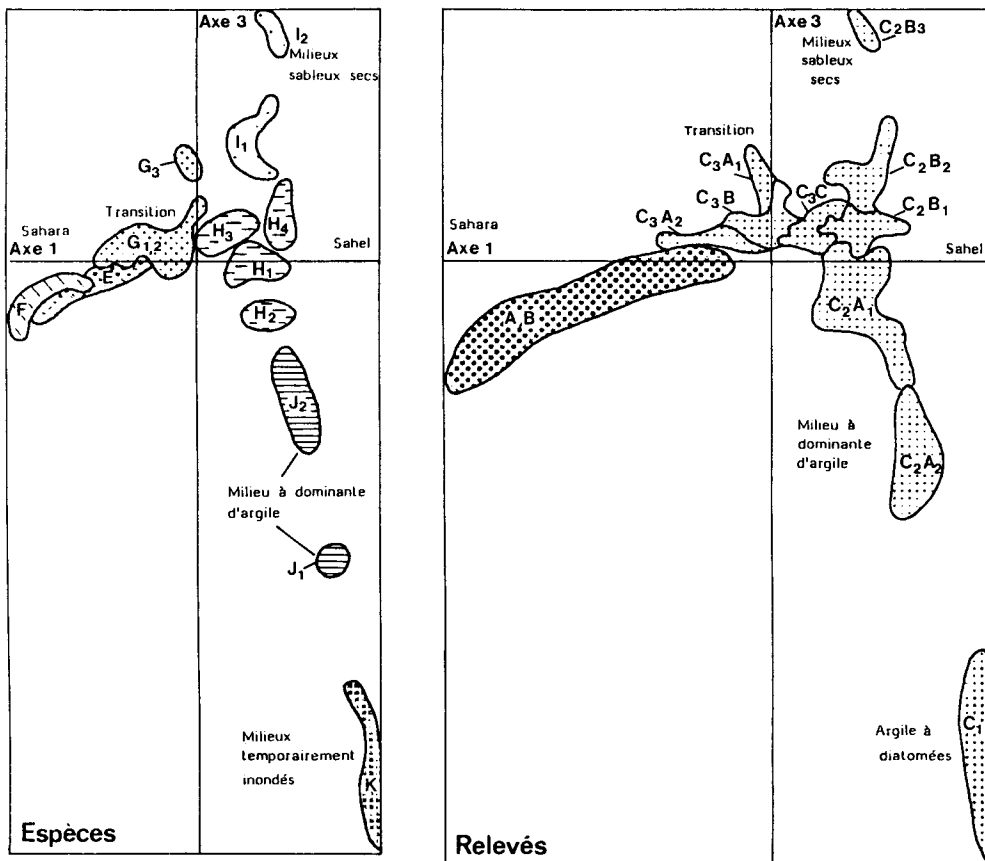 Axe 3
I2
Milieux
sableux secs
I1
G3
Transition
Sahara
Axe 1
G1,2
H3
H4
Sahel
E
H1
F
H2
J2
Milieu à dominante
d'argile
J1
Milieux
temporairement
inondés
K
Espèces
Axe 3
C2B3
Milieux
sableux
secs
Transition
C3A1
C2B2
C3B
C3C
C3A2
C2B1
Sahara
Axe 1
Sahel
A,B
C2A1
Milieu à
dominante
d'argile
C2A2
Argile à
diatomées
C1
Relevés